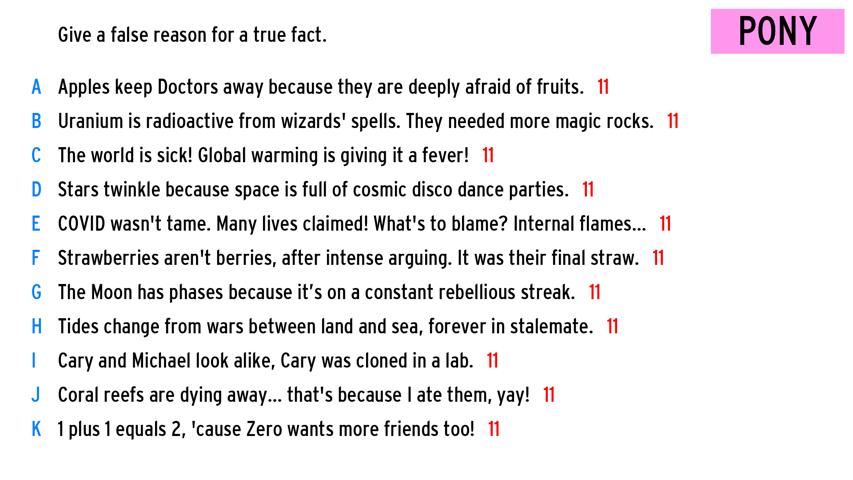 Give a false reason for a true fact.
PONY
A Apples keep Doctors away because they are deeply afraid of fruits. 11
B Uranium is radioactive from wizards' spells. They needed more magic rocks. 11
C The world is sick! Global warming is giving it a fever! 11
D Stars twinkle because space is full of cosmic disco dance parties. 11
E COVID wasn't tame. Many lives claimed! What's to blame? Internal flames... 11
F Strawberries aren't berries, after intense arguing. It was their final straw. 11
G The Moon has phases because it’s on a constant rebellious streak. 11
H Tides change from wars between land and sea, forever in stalemate. 11
I Cary and Michael look alike, Cary was cloned in a lab. 11
J Coral reefs are dying away... that's because I ate them, yay! 11
K 1 plus 1 equals 2, 'cause Zero wants more friends too! 11